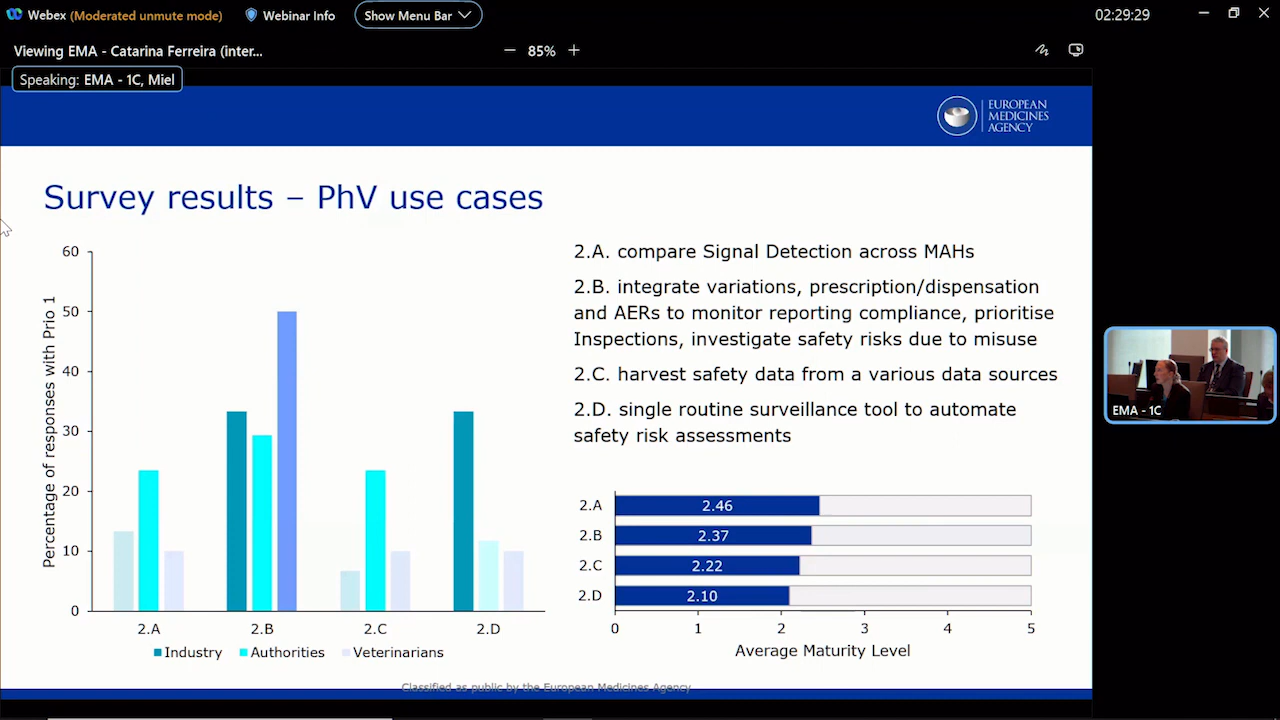 Webex (Moderated unmute mode) Webinar Info Show Menu Bar 02:29:29
Viewing EMA - Catarina Ferreira (inter... 85%
Speaking: EMA - 1C, Miel
EUROPEAN
MEDICINES
AGENCY
Survey results – PhV use cases
Percentage of responses with Prio 1
60
50
40
30
20
10
0
2.A 2.B 2.C 2.D
Industry Authorities Veterinarians
2.A. compare Signal Detection across MAHs
2.B. integrate variations, prescription/dispensation
and AERs to monitor reporting compliance, prioritise
Inspections, investigate safety risks due to misuse
2.C. harvest safety data from a various data sources
2.D. single routine surveillance tool to automate
safety risk assessments
2.A 2.46
2.B 2.37
2.C 2.22
2.D 2.10
0 1 2 3 4 5
Average Maturity Level
EMA - 1C
Classified as public by the European Medicines Agency